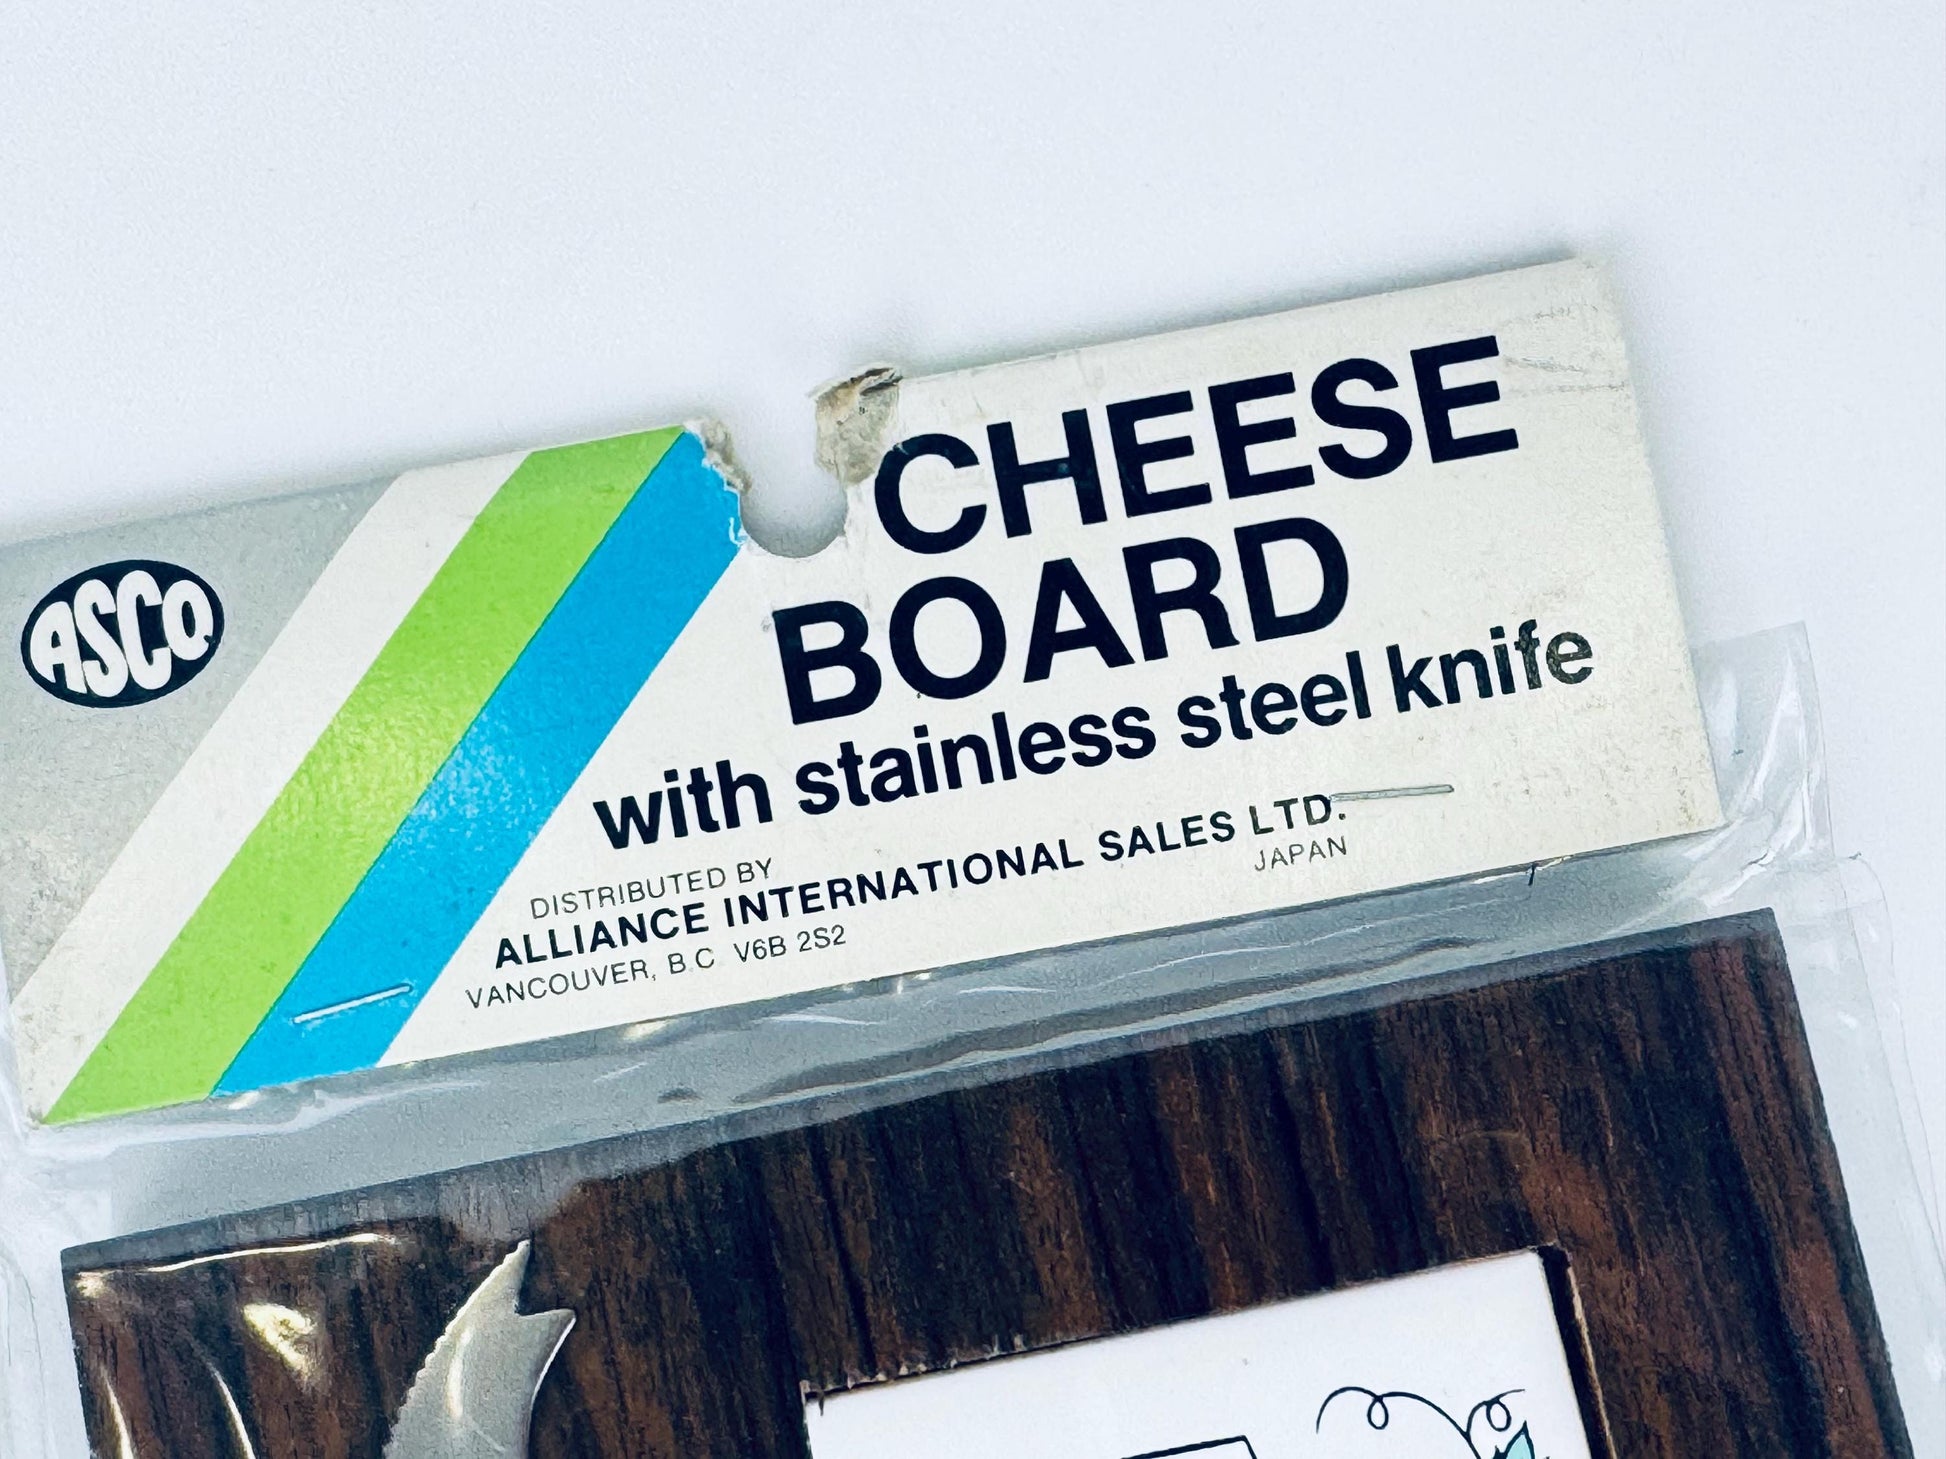 ASCO
CHEESE
BOARD
with stainless steel knife
DISTRIBUTED BY
ALLIANCE INTERNATIONAL SALES LTD.
VANCOUVER, B.C V6B 2S2
JAPAN